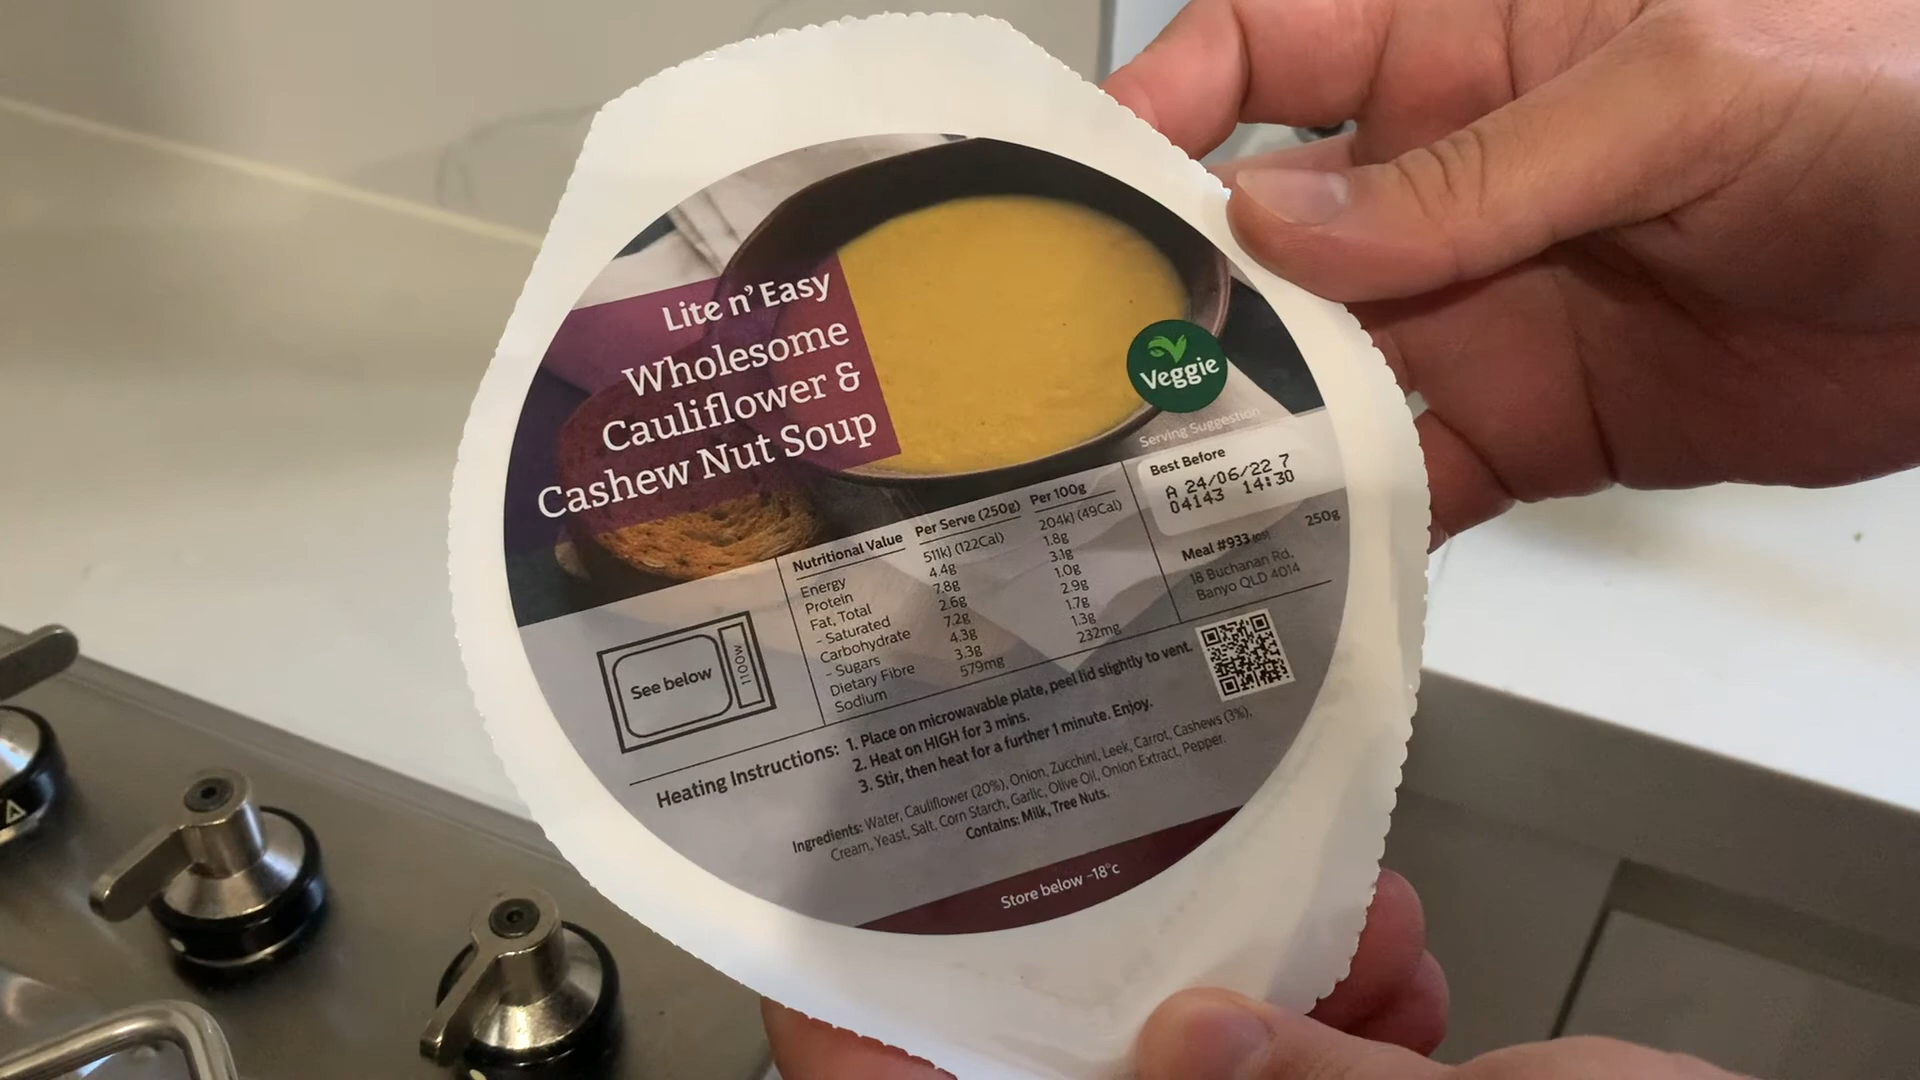 Lite n' Easy
Wholesome
Cauliflower &
Cashew Nut Soup
Veggie
Serving Suggestion
Best Before
A 24/06/22 7
04143 14:30
250g
Meal #933
18 Buchanan Rd,
Banyo QLD 4014
Nutritional Value Per Serve (250g) Per 100g
Energy 511kJ (122Cal) 204kJ (49Cal)
Protein 4.4g 1.8g
Fat, Total 7.8g 3.1g
- Saturated 2.6g 1.0g
Carbohydrate 7.2g 2.9g
- Sugars 4.3g 1.7g
Dietary Fibre 3.3g 1.3g
Sodium 579mg 232mg
See below
1100W
Heating Instructions: 1. Place on microwavable plate, peel lid slightly to vent.
2. Heat on HIGH for 3 mins.
3. Stir, then heat for a further 1 minute. Enjoy.
Ingredients: Water, Cauliflower (20%), Onion, Zucchini, Leek, Carrot, Cashews (3%),
Cream, Yeast, Salt, Corn Starch, Garlic, Olive Oil, Onion Extract, Pepper.
Contains: Milk, Tree Nuts.
Store below -18°c